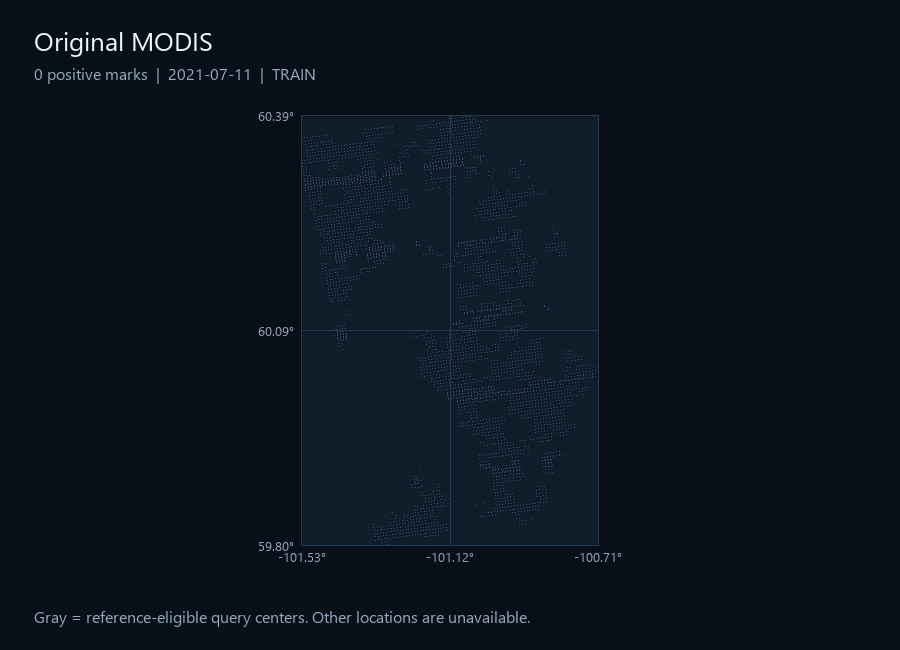 Original MODIS
0 positive marks | 2021-07-11 | TRAIN
60.39°
60.09°
59.80°
-101.53°
-101.12°
-100.71°
Gray = reference-eligible query centers. Other locations are unavailable.